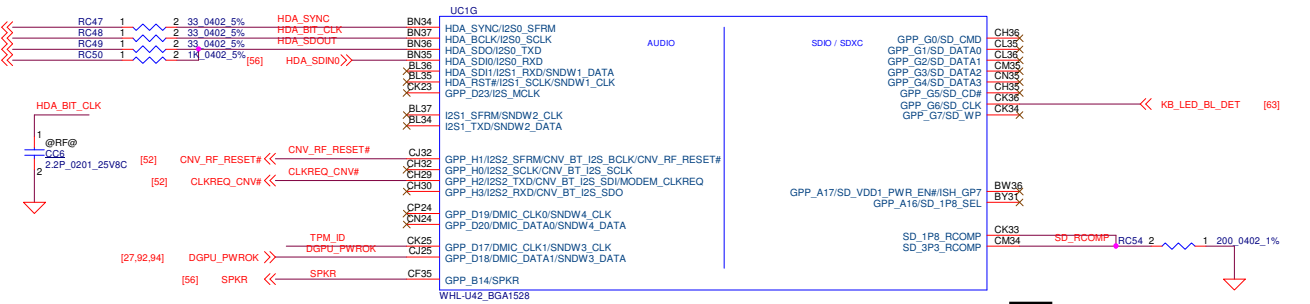 UC1G
RC47 1 2 33_0402_5% HDA_SYNC BN34 HDA_SYNC/I2S0_SFRM
RC48 1 2 33_0402_5% HDA_BIT_CLK BN37 HDA_BCLK/I2S0_SCLK
RC49 1 2 33_0402_5% HDA_SDOUT BN36 HDA_SDO/I2S0_TXD
RC50 1 2 1K_0402_5% [56] HDA_SDIN0 BN35 HDA_SDI0/I2S0_RXD
BL36 HDA_SDI1/I2S1_RXD/SNDW1_DATA
BL35 HDA_RST#/I2S1_SCLK/SNDW1_CLK
CK23 GPP_D23/I2S_MCLK
BL37 I2S1_SFRM/SNDW2_CLK
BL34 I2S1_TXD/SNDW2_DATA
AUDIO
SDIO / SDXC
GPP_G0/SD_CMD CH36
GPP_G1/SD_DATA0 CL35
GPP_G2/SD_DATA1 CL36
GPP_G3/SD_DATA2 CM35
GPP_G4/SD_DATA3 CN35
GPP_G5/SD_CD# CH35
GPP_G6/SD_CLK CK36 KB_LED_BL_DET [63]
GPP_G7/SD_WP CK34
HDA_BIT_CLK
1
@RF@
CC6
2.2P_0201_25V8C
2
[52] CNV_RF_RESET# CNV_RF_RESET# CJ32 GPP_H1/I2S2_SFRM/CNV_BT_I2S_BCLK/CNV_RF_RESET#
CH32 GPP_H0/I2S2_SCLK/CNV_BT_I2S_SCLK
[52] CLKREQ_CNV# CLKREQ_CNV# CH29 GPP_H2/I2S2_TXD/CNV_BT_I2S_SDI/MODEM_CLKREQ
CH30 GPP_H3/I2S2_RXD/CNV_BT_I2S_SDO
GPP_A17/SD_VDD1_PWR_EN#/ISH_GP7 BW36
GPP_A16/SD_1P8_SEL BY31
CP24 GPP_D19/DMIC_CLK0/SNDW4_CLK
CN24 GPP_D20/DMIC_DATA0/SNDW4_DATA
TPM_ID CK25 GPP_D17/DMIC_CLK1/SNDW3_CLK
[27,92,94] DGPU_PWROK DGPU_PWROK CJ25 GPP_D18/DMIC_DATA1/SNDW3_DATA
SD_1P8_RCOMP CK33
SD_3P3_RCOMP CM34 SD_RCOMP RC54 2 1 200_0402_1%
[56] SPKR SPKR CF35 GPP_B14/SPKR
WHL-U42_BGA1528